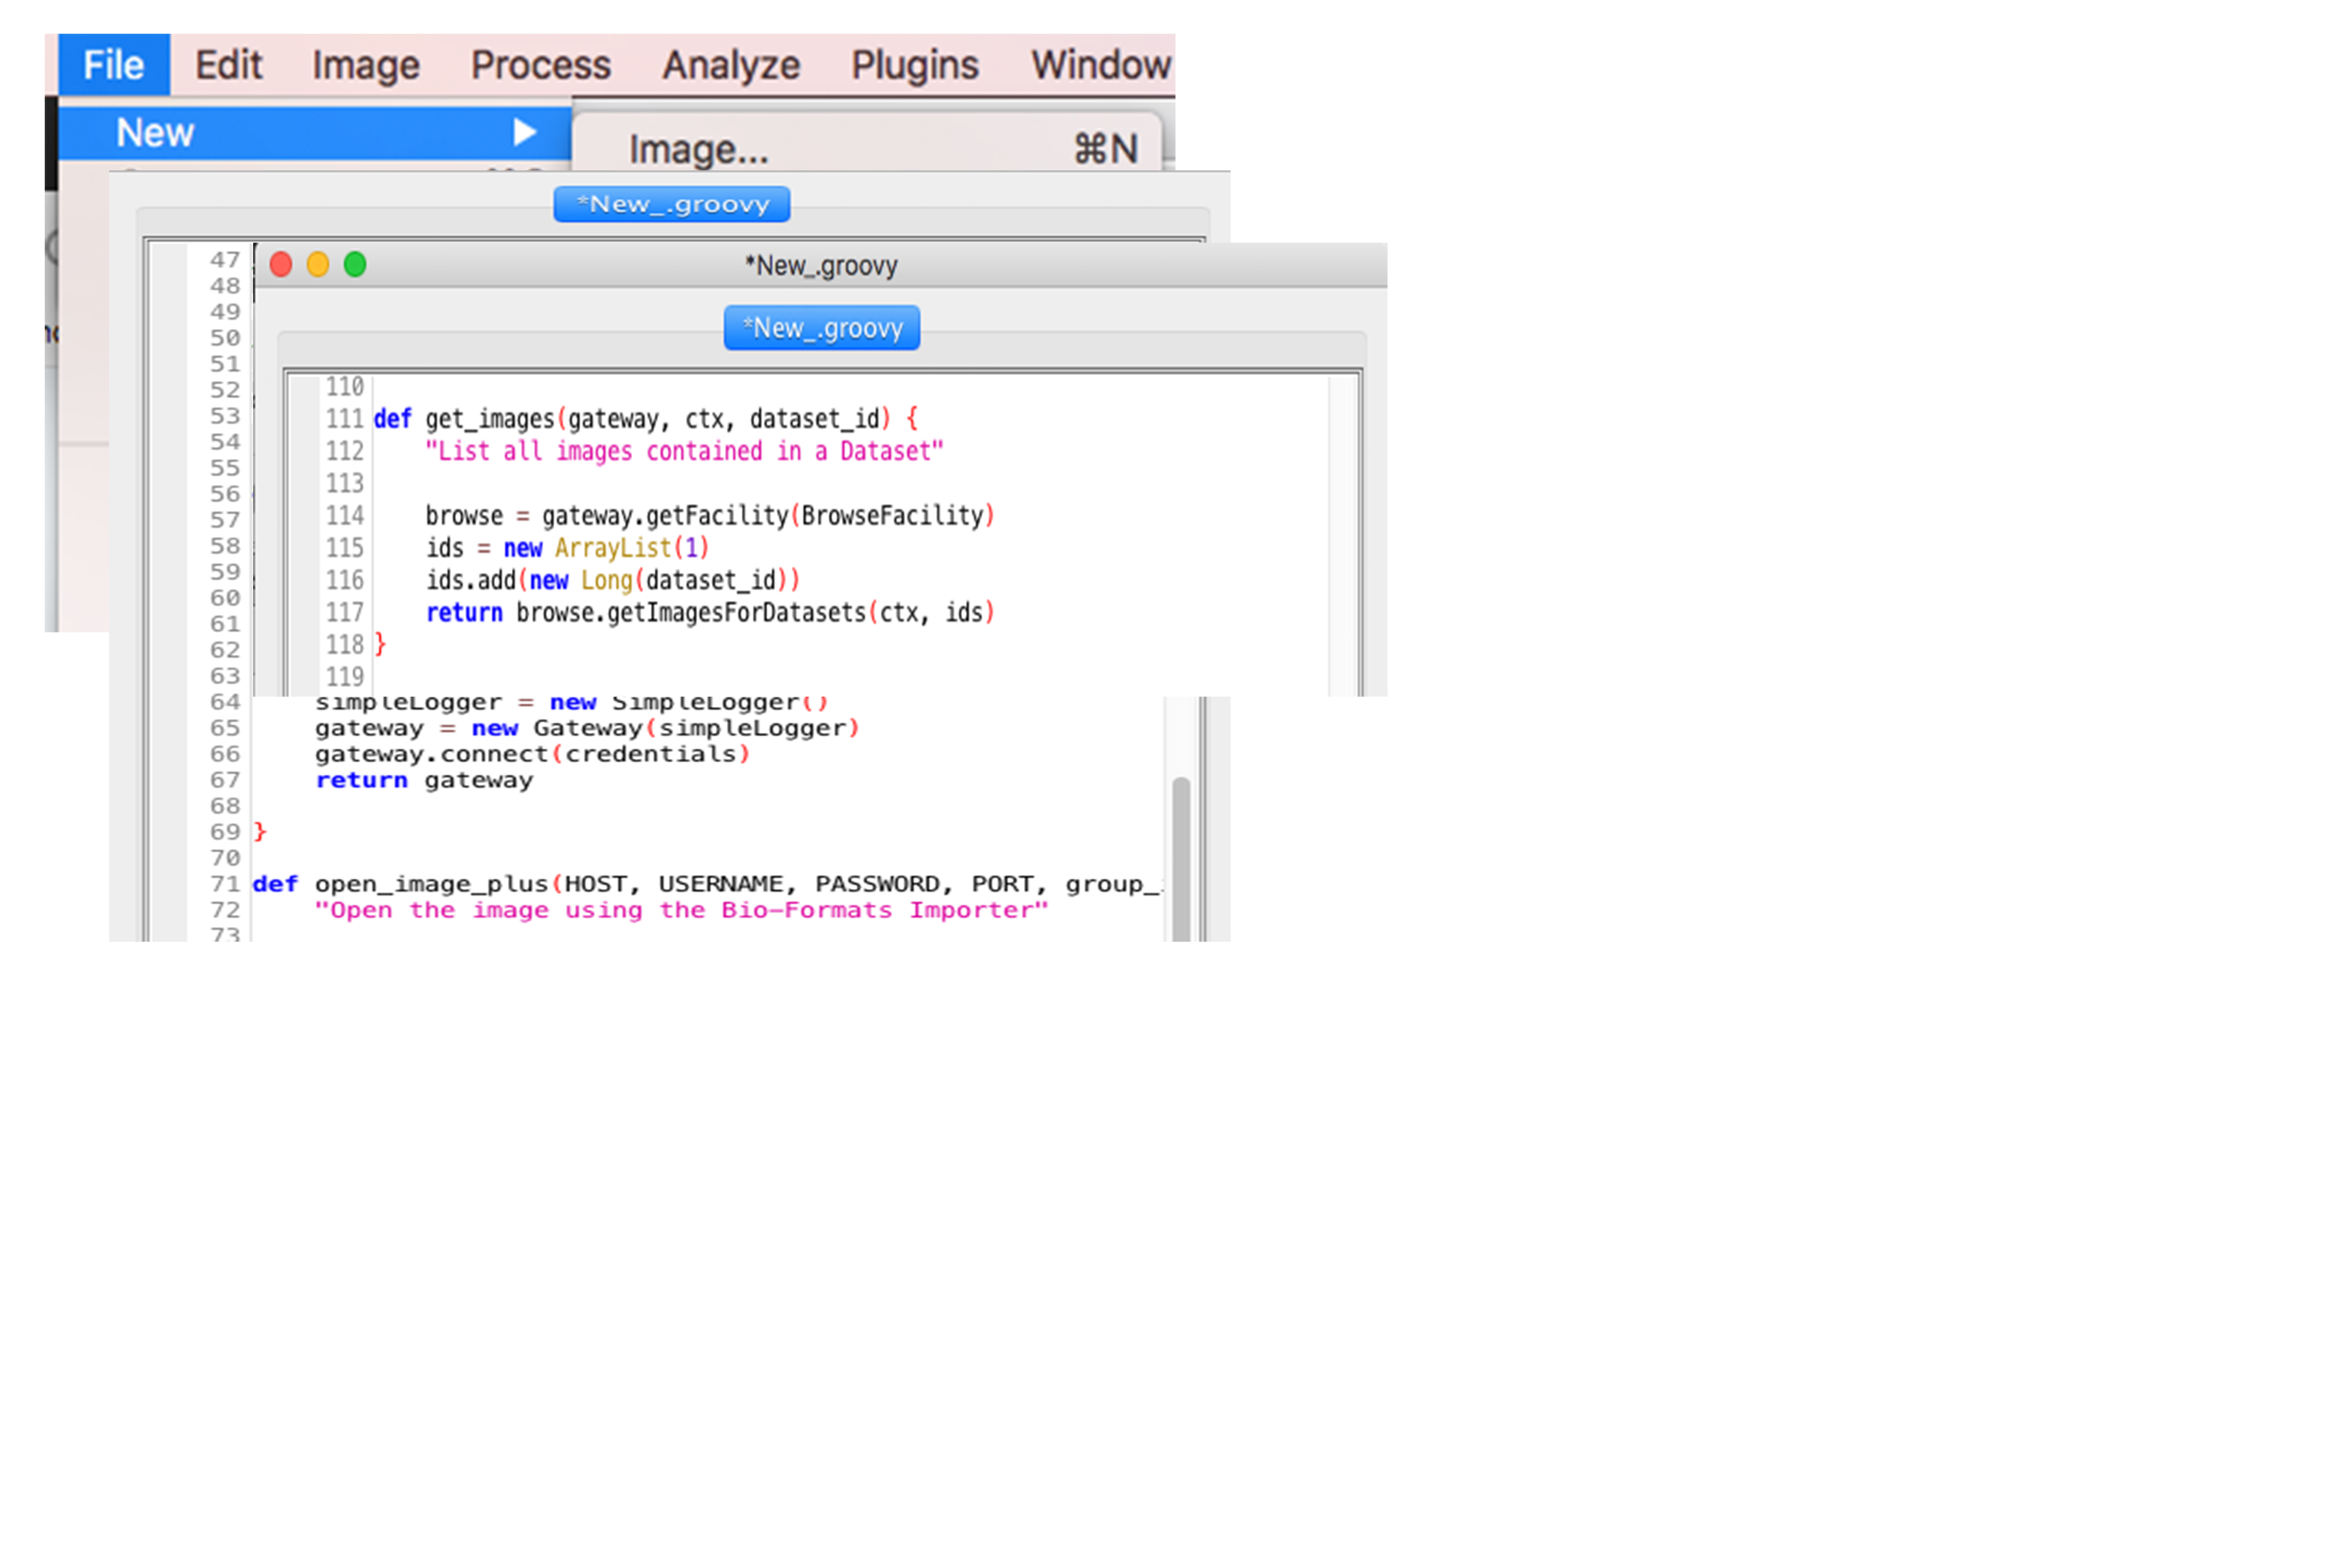 File Edit Image Process Analyze Plugins Window
New
Image... ⌘N
*New_.groovy
*New_.groovy
*New_.groovy
47
48
49
50
51
52
53
54
55
56
57
58
59
60
61
62
63
110
111 def get_images(gateway, ctx, dataset_id) {
112 "List all images contained in a Dataset"
113
114 browse = gateway.getFacility(BrowseFacility)
115 ids = new ArrayList(1)
116 ids.add(new Long(dataset_id))
117 return browse.getImagesForDatasets(ctx, ids)
118 }
119
64 simpleLogger = new SimpleLogger()
65 gateway = new Gateway(simpleLogger)
66 gateway.connect(credentials)
67 return gateway
68
69 }
70
71 def open_image_plus(HOST, USERNAME, PASSWORD, PORT, group_
72 "Open the image using the Bio-Formats Importer"
73